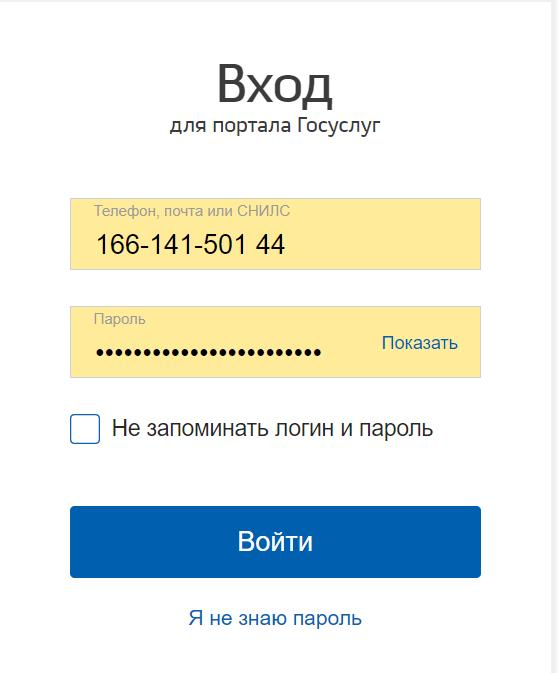 Вход
для портала Госуслуг
Телефон, почта или СНИЛС
166-141-501 44
Пароль
••••••••••••••••••••••••
Показать
Не запоминать логин и пароль
Войти
Я не знаю пароль